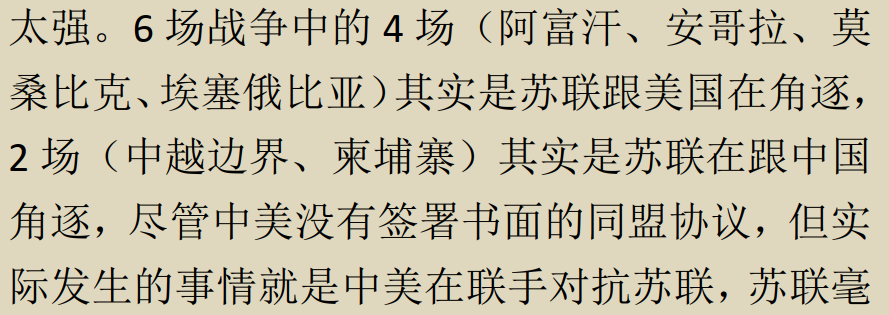 太强。6 场战争中的 4 场（阿富汗、安哥拉、莫
桑比克、埃塞俄比亚）其实是苏联跟美国在角逐，
2 场（中越边界、柬埔寨）其实是苏联在跟中国
角逐，尽管中美没有签署书面的同盟协议，但实
际发生的事情就是中美在联手对抗苏联，苏联毫